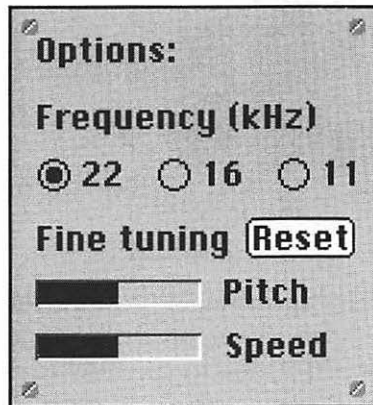 Options:
Frequency (kHz)
22 16 11
Fine tuning Reset
Pitch
Speed